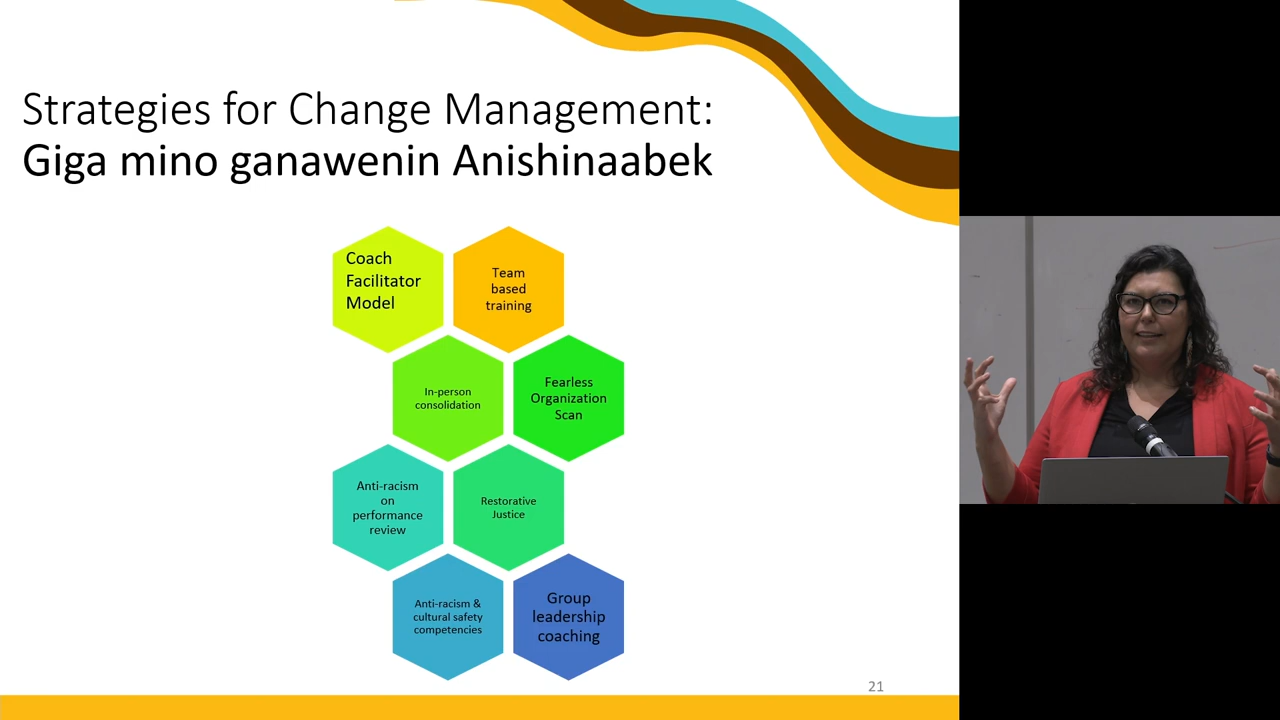 Strategies for Change Management:
Giga mino ganawenin Anishinaabek
Coach
Facilitator
Model
Team
based
training
In-person
consolidation
Fearless
Organization
Scan
Anti-racism
on
performance
review
Restorative
Justice
Anti-racism &
cultural safety
competencies
Group
leadership
coaching
21